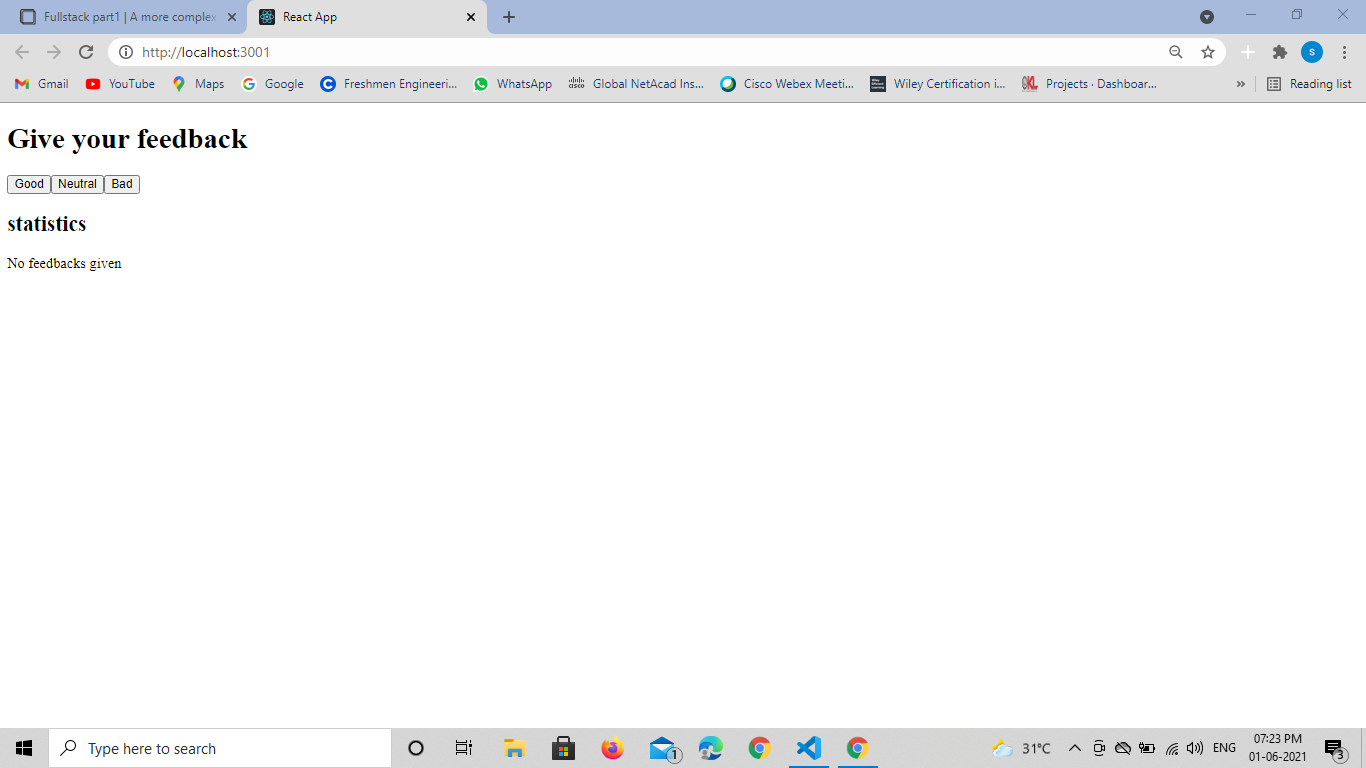 Fullstack part1 | A more complex
React App
http://localhost:3001
S
Gmail
YouTube
Maps
Google
Freshmen Engineeri...
WhatsApp
Global NetAcad Ins...
Cisco Webex Meeti...
Wiley Certification i...
Projects · Dashboar...
»
Reading list
Give your feedback
Good
Neutral
Bad
statistics
No feedbacks given
Type here to search
1
31°C
ENG
07:23 PM
01-06-2021
3